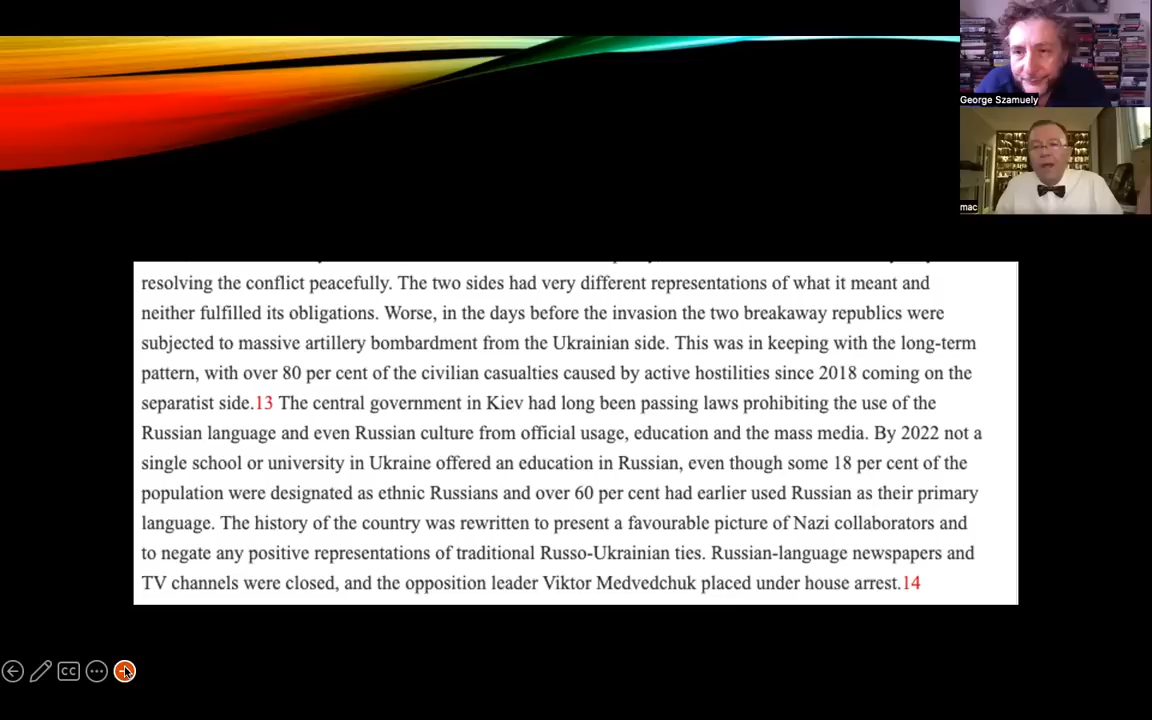 George Szamuely
mac
resolving the conflict peacefully. The two sides had very different representations of what it meant and
neither fulfilled its obligations. Worse, in the days before the invasion the two breakaway republics were
subjected to massive artillery bombardment from the Ukrainian side. This was in keeping with the long-term
pattern, with over 80 per cent of the civilian casualties caused by active hostilities since 2018 coming on the
separatist side.13 The central government in Kiev had long been passing laws prohibiting the use of the
Russian language and even Russian culture from official usage, education and the mass media. By 2022 not a
single school or university in Ukraine offered an education in Russian, even though some 18 per cent of the
population were designated as ethnic Russians and over 60 per cent had earlier used Russian as their primary
language. The history of the country was rewritten to present a favourable picture of Nazi collaborators and
to negate any positive representations of traditional Russo-Ukrainian ties. Russian-language newspapers and
TV channels were closed, and the opposition leader Viktor Medvedchuk placed under house arrest.14
CC